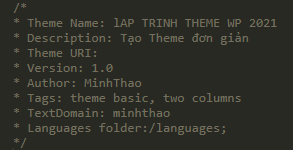 /*
* Theme Name: lAP TRINH THEME WP 2021
* Description: Tạo Theme đơn giản
* Theme URI:
* Version: 1.0
* Author: MinhThao
* Tags: theme basic, two columns
* TextDomain: minhthao
* Languages folder:/languages;
*/